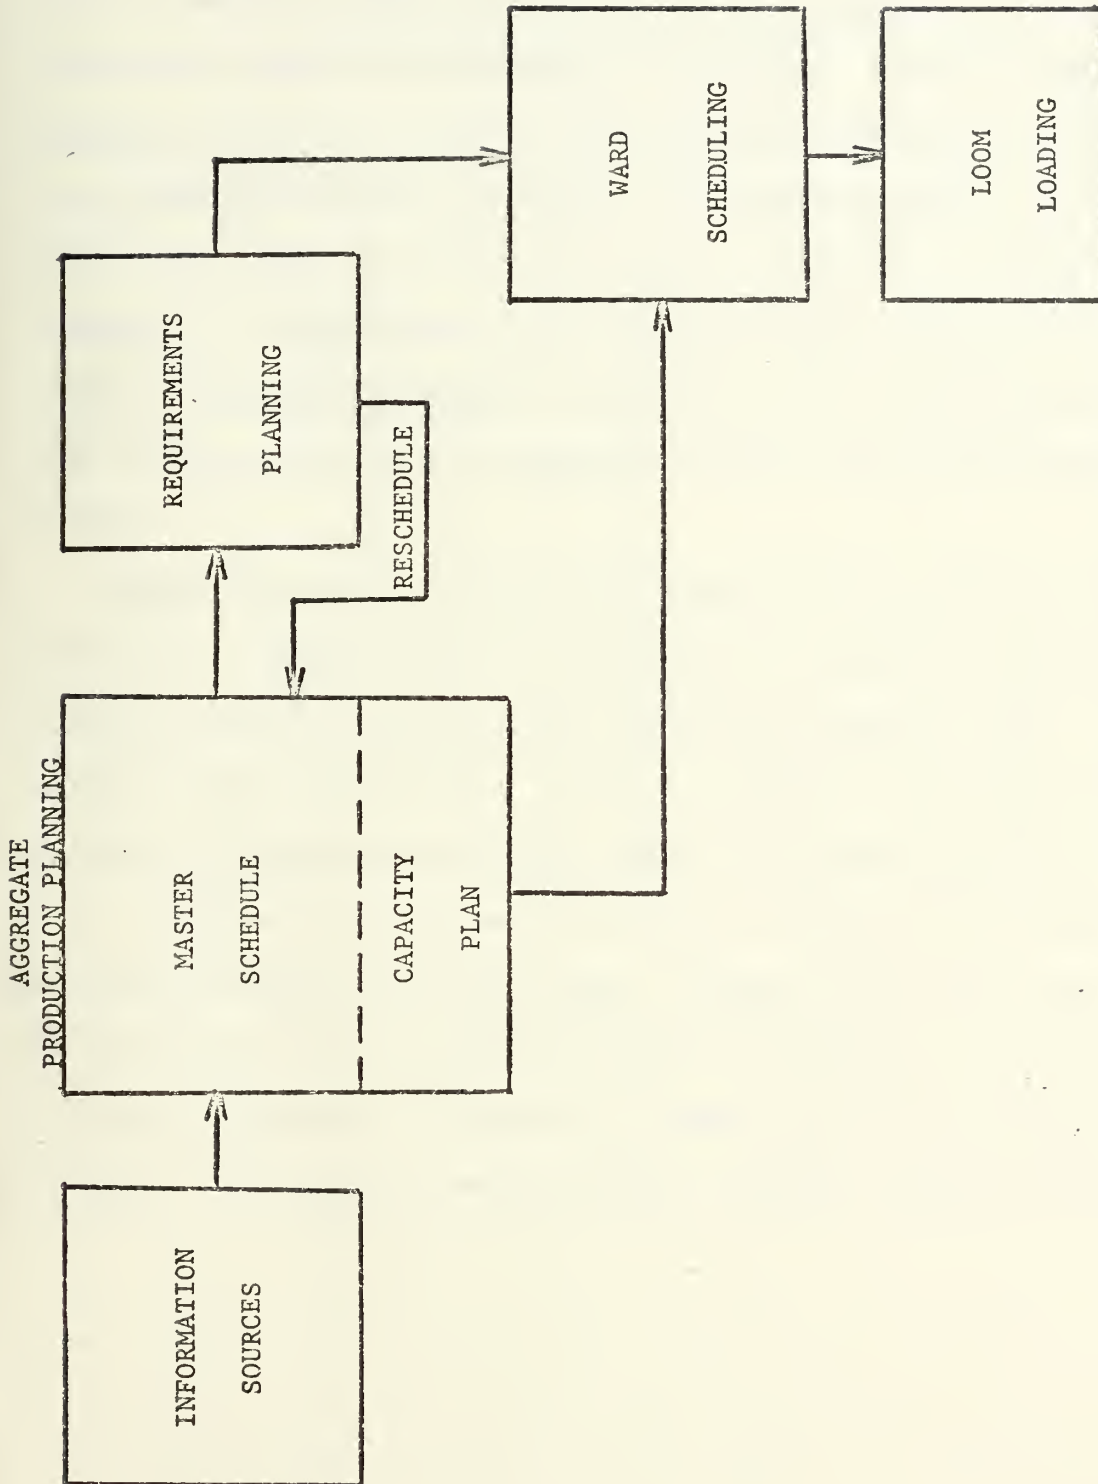 AGGREGATE
PRODUCTION PLANNING
INFORMATION
SOURCES
MASTER
SCHEDULE
CAPACITY
PLAN
REQUIREMENTS
PLANNING
RESCHEDULE
WARD
SCHEDULING
LOOM
LOADING